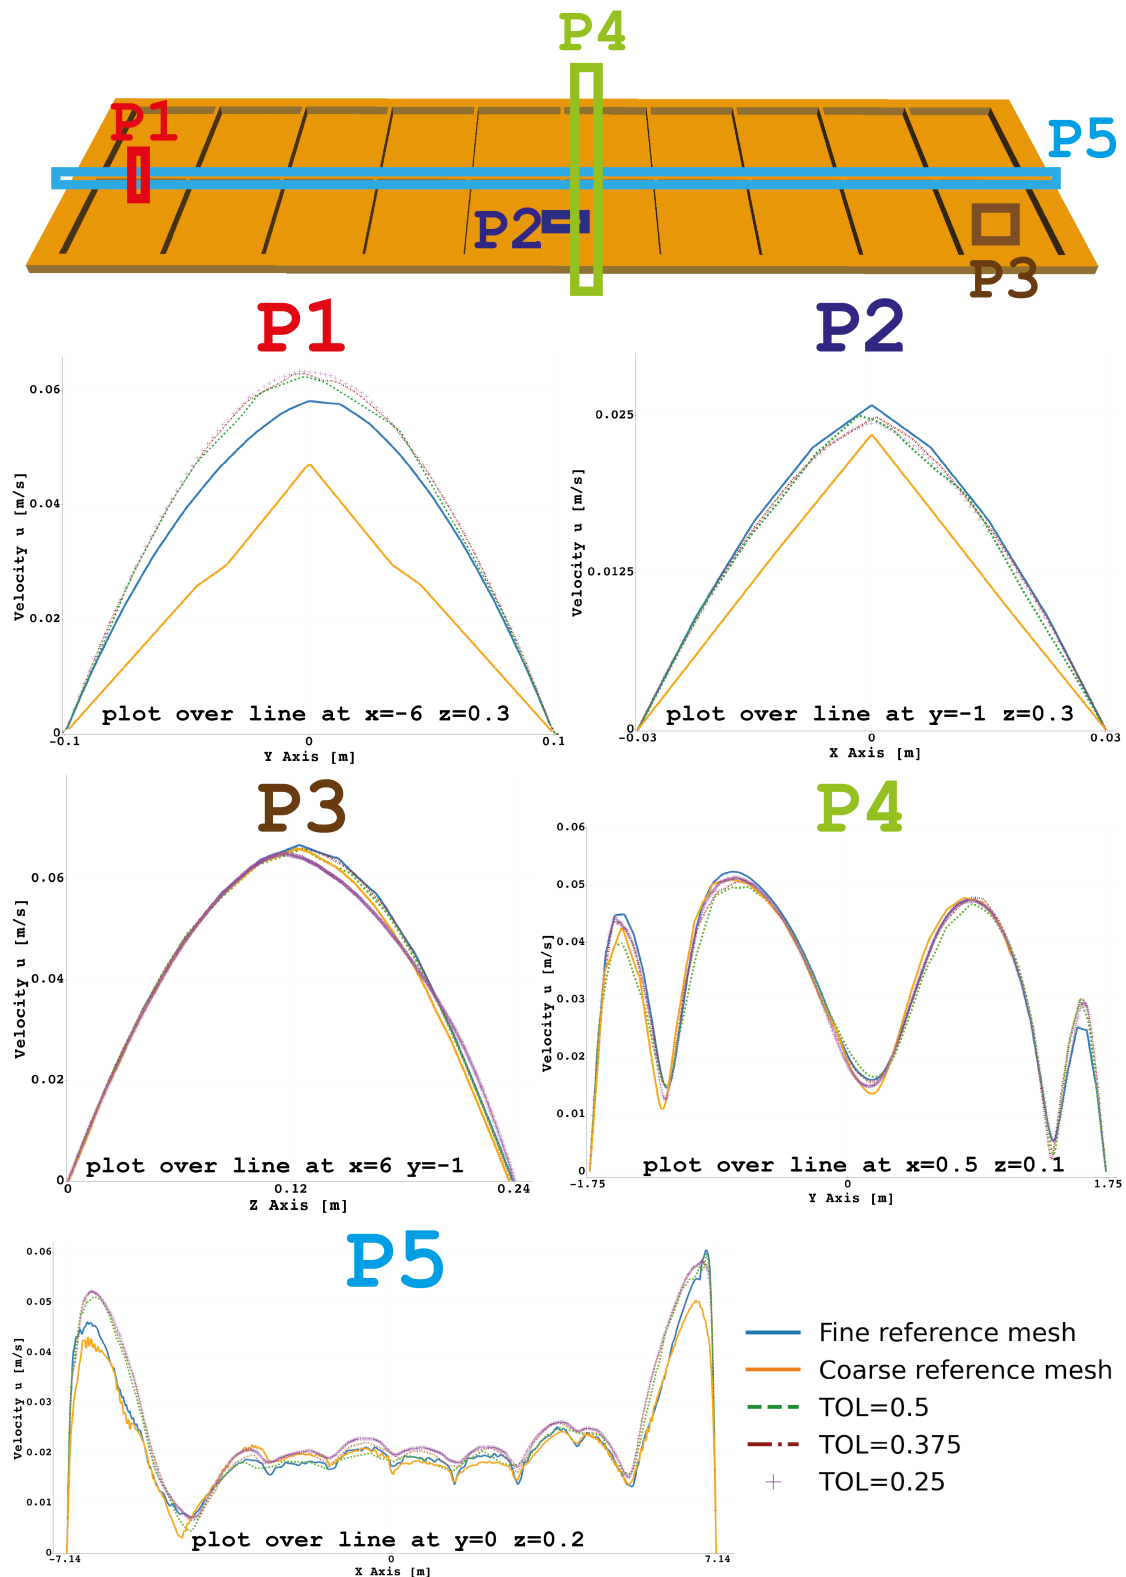 P4
P1
P5
P2
P3
P1
P2
Velocity u [m/s]
0.06
0.04
0.02
0
plot over line at x=-6 z=0.3
-0.1
0
0.1
Y Axis [m]
Velocity u [m/s]
0.025
0.0125
0
plot over line at y=-1 z=0.3
-0.03
0
0.03
X Axis [m]
P3
P4
Velocity u [m/s]
0.06
0.04
0.02
0
plot over line at x=6 y=-1
0
0.12
0.24
Z Axis [m]
Velocity u [m/s]
0.06
0.05
0.04
0.03
0.02
0.01
0
plot over line at x=0.5 z=0.1
-1.75
0
1.75
Y Axis [m]
P5
Velocity u [m/s]
0.06
0.05
0.04
0.03
0.02
0.01
0
plot over line at y=0 z=0.2
-7.14
0
7.14
X Axis [m]
Fine reference mesh
Coarse reference mesh
TOL=0.5
TOL=0.375
TOL=0.25